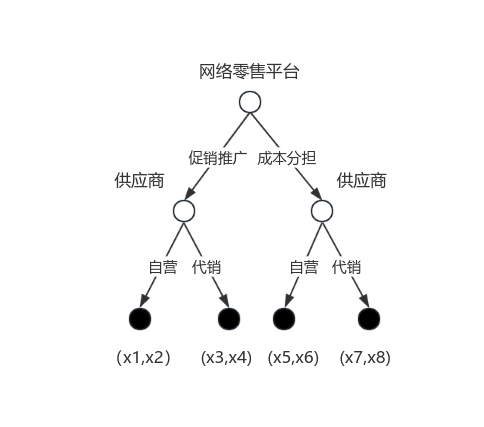 网络零售平台
促销推广 成本分担
供应商 供应商
自营 代销 自营 代销
(x1,x2) (x3,x4) (x5,x6) (x7,x8)